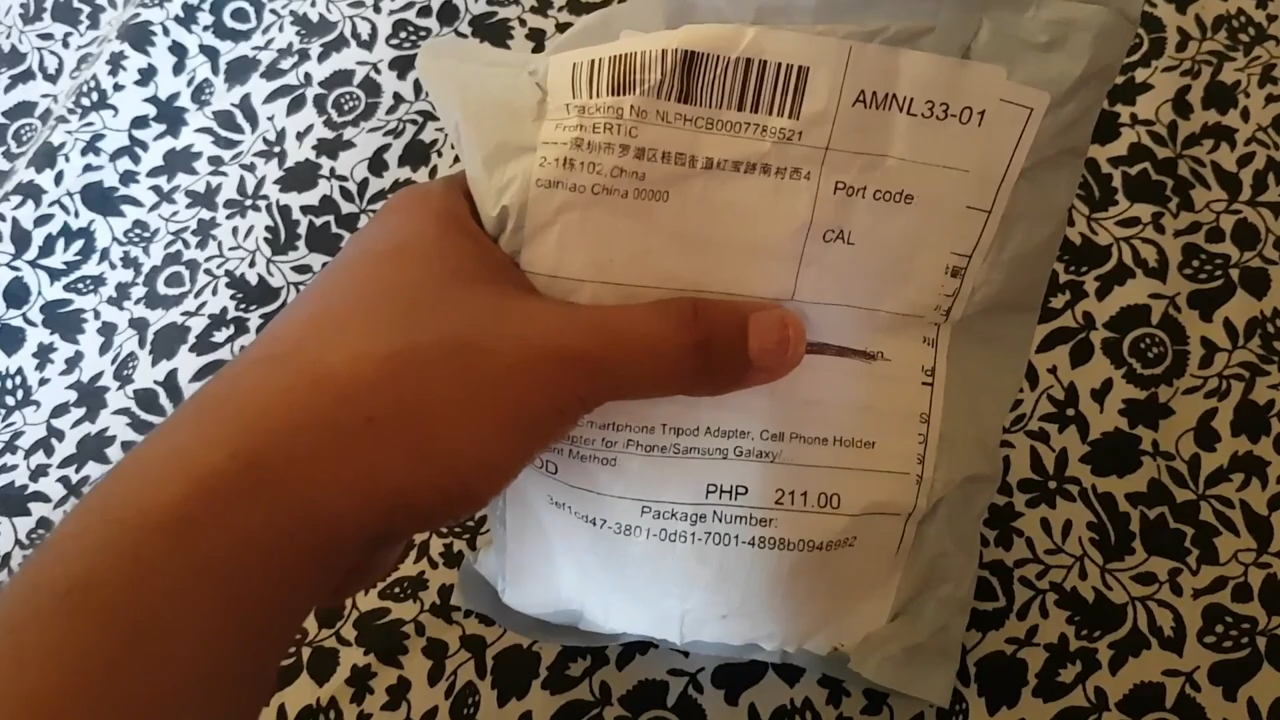 Tracking No. NLPHCB0007789521
AMNL33-01
From:ERTIC
深圳市罗湖区桂园街道红宝路南村西4
2-1栋102, China
cainiao China 00000
Port code
CAL
Smartphone Tripod Adapter, Cell Phone Holder
apter for iPhone/Samsung Galaxy/...
nt Method
OD
PHP 211.00
Package Number:
3ef1cd47-3801-0d61-7001-4898b0946982